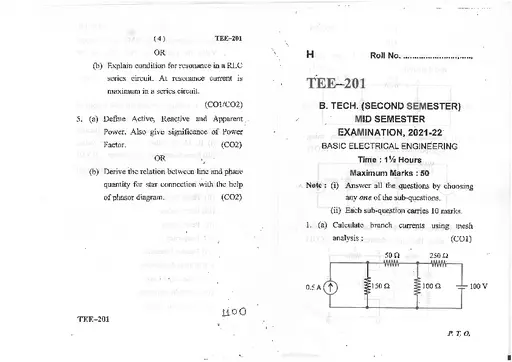 ( 4 ) TEE–201
OR
(b) Explain condition for resonance in a RLC
series circuit. At resonance current is
maximum in a series circuit.
(CO1/CO2)
5. (a) Define Active, Reactive and Apparent
Power. Also give significance of Power
Factor. (CO2)
OR
(b) Derive the relation between line and phase
quantity for star connection with the help
of phasor diagram. (CO2)
TEE–201
1100
H Roll No. ..............................
TEE–201
B. TECH. (SECOND SEMESTER)
MID SEMESTER
EXAMINATION, 2021-22
BASIC ELECTRICAL ENGINEERING
Time : 1½ Hours
Maximum Marks : 50
Note : (i) Answer all the questions by choosing
any one of the sub-questions.
(ii) Each sub-question carries 10 marks.
1. (a) Calculate branch currents using mesh
analysis : (CO1)
50 Ω 250 Ω
0.5 A 150 Ω 100 Ω 100 V
P. T. O.